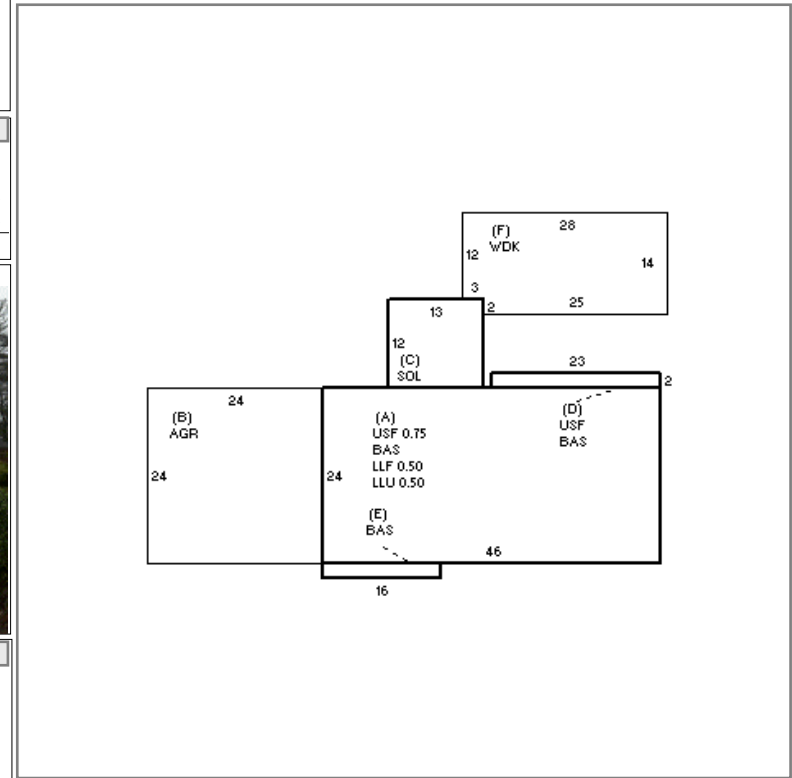 28
(F)
WDK
12
14
3
25
2
13
12
(C)
SOL
23
2
24
(B)
AGR
24
(A)
USF 0.75
BAS
LLF 0.50
LLU 0.50
24
(D)
USF
BAS
(E)
BAS
46
16